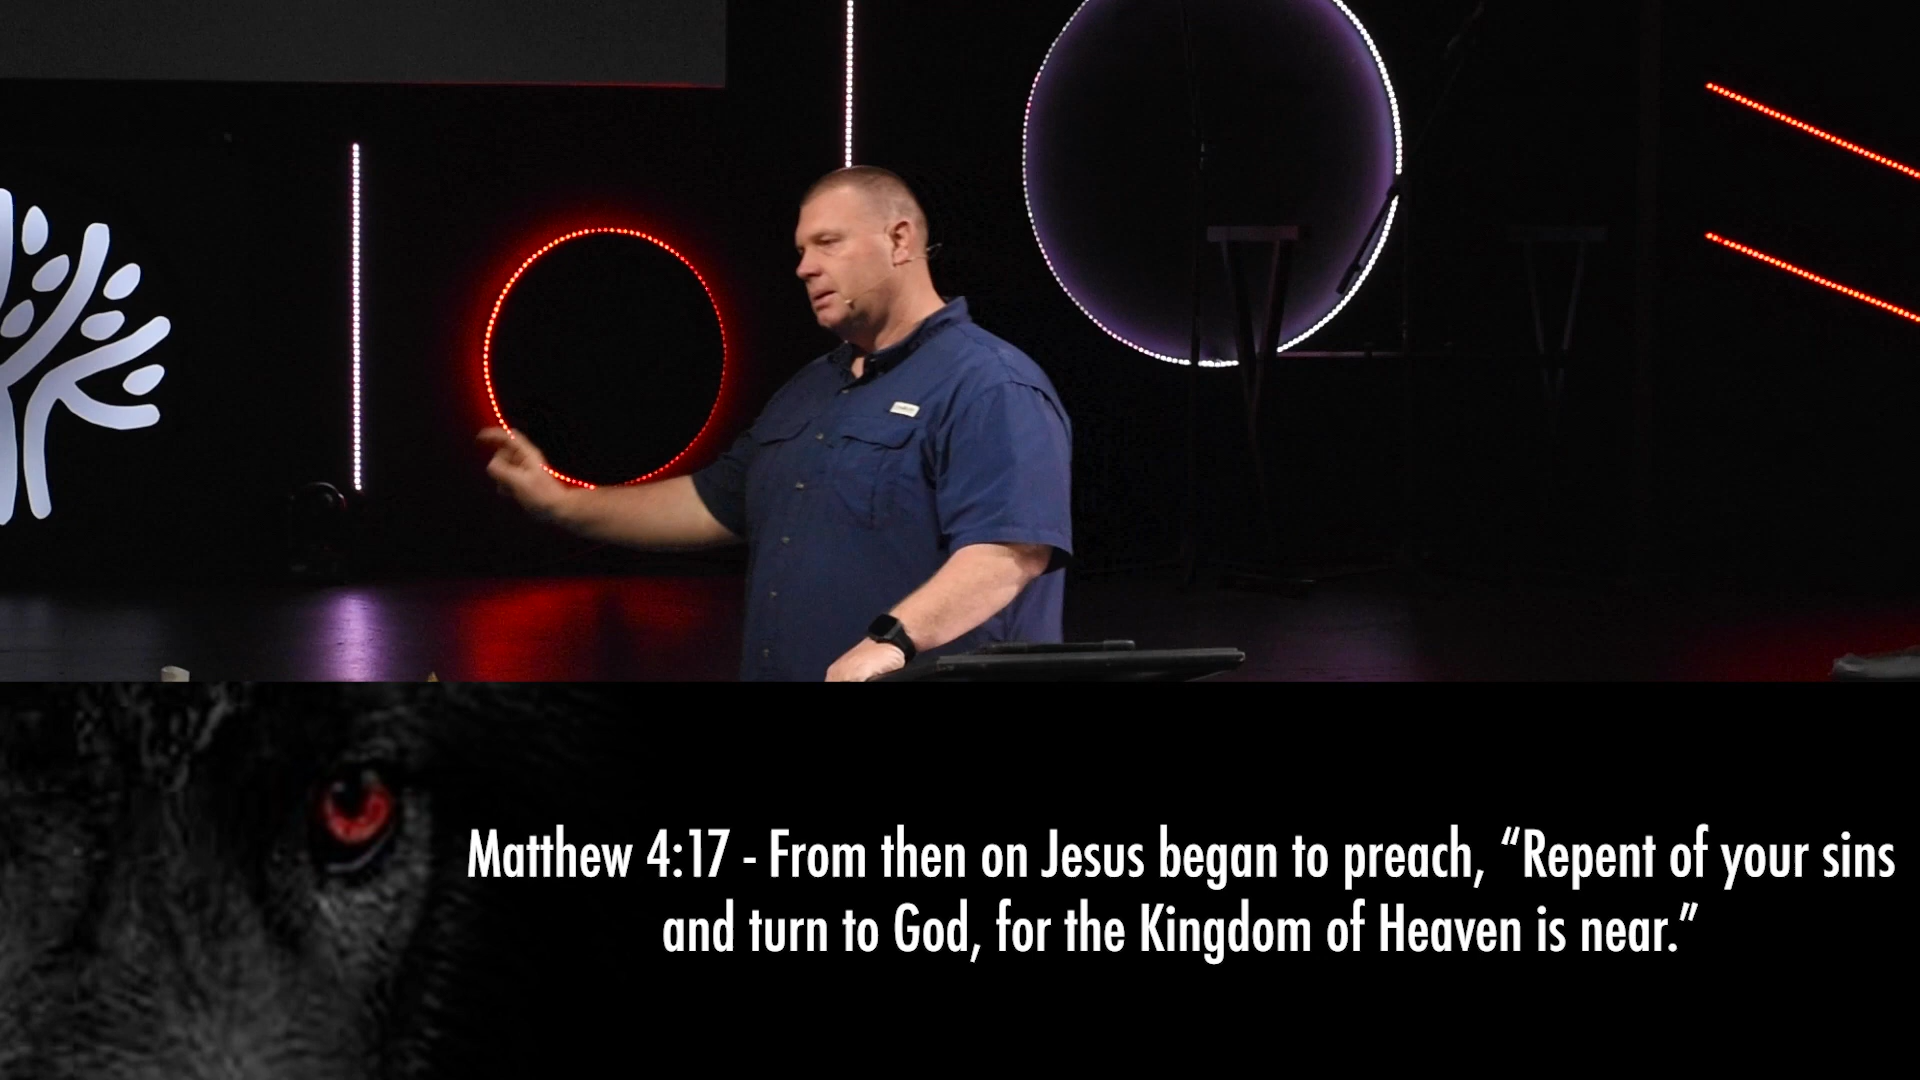 Matthew 4:17 - From then on Jesus began to preach, “Repent of your sins
and turn to God, for the Kingdom of Heaven is near.”